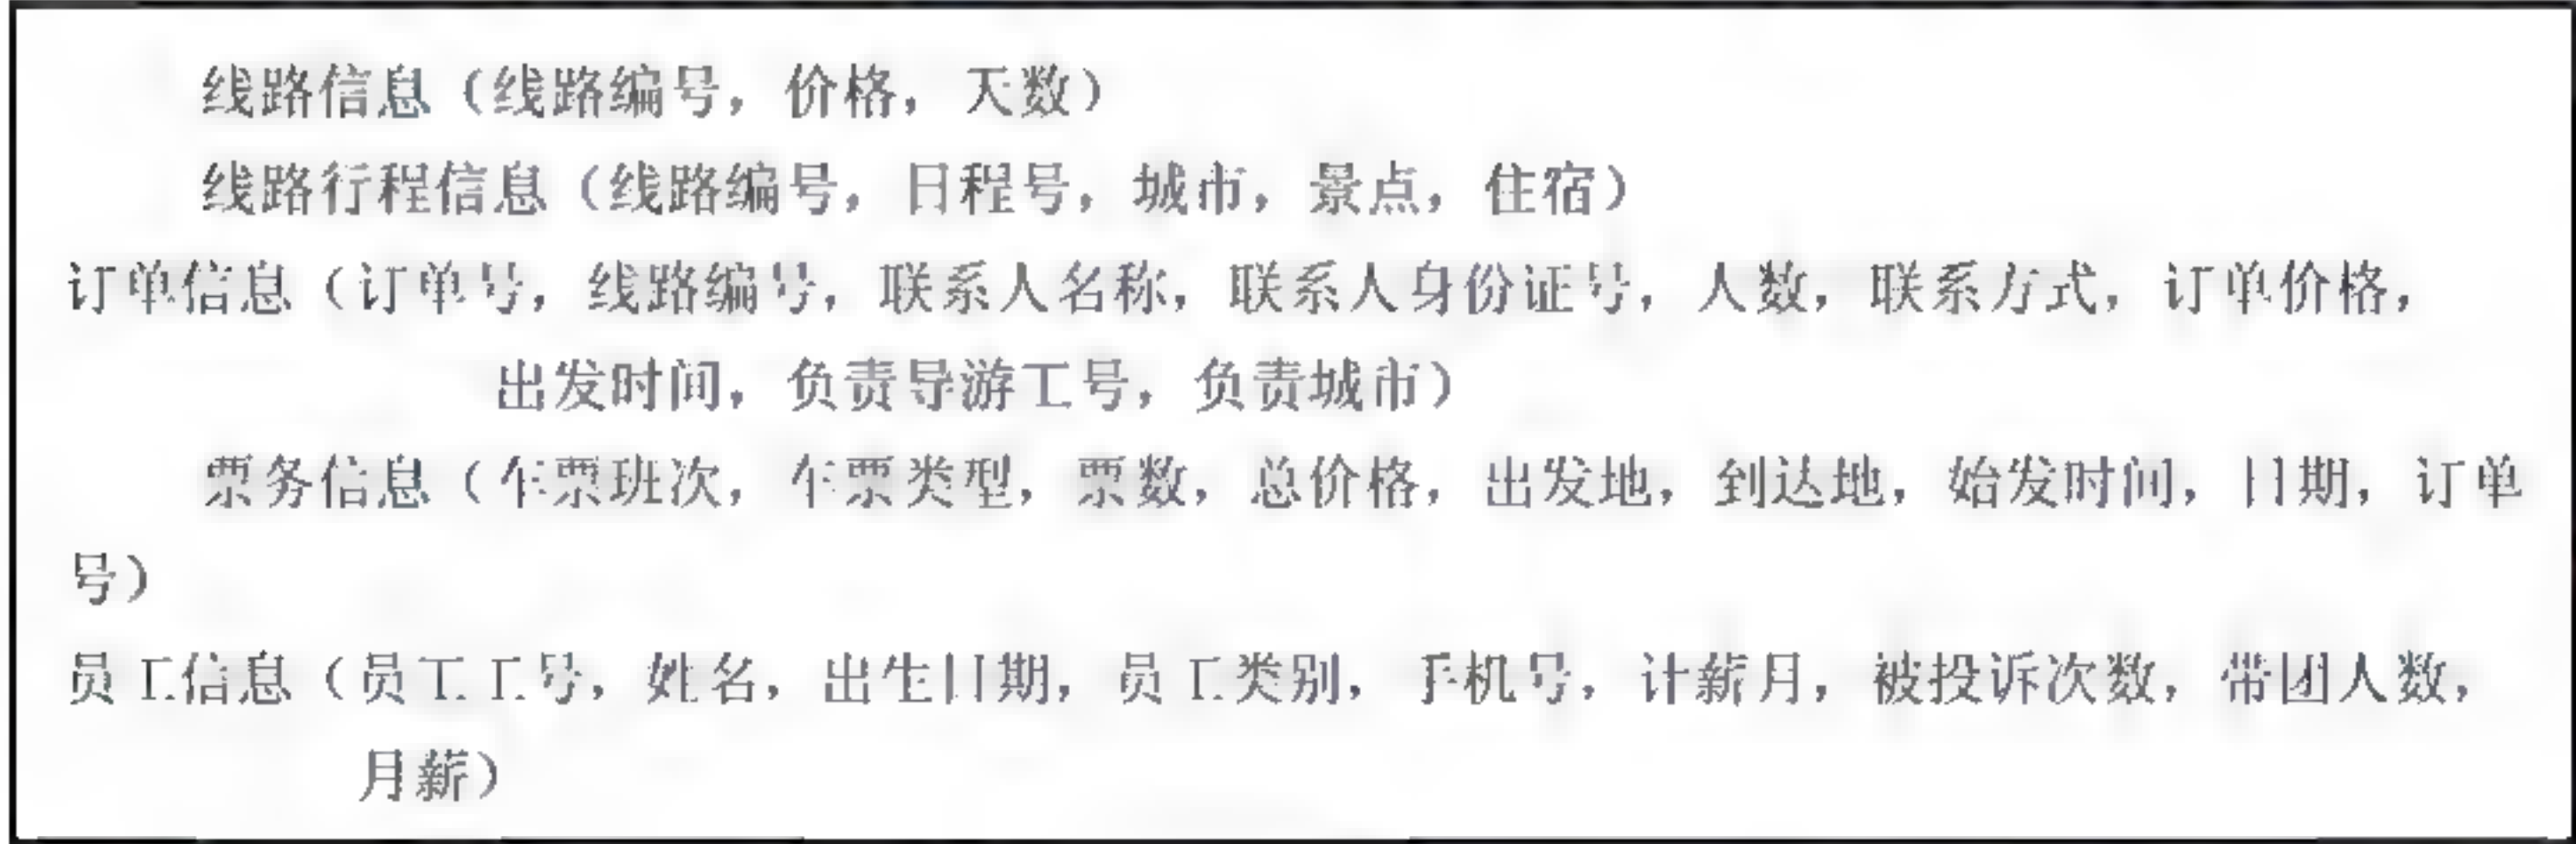 线路信息（线路编号，价格，天数）
线路行程信息（线路编号，日程号，城市，景点，住宿）
订单信息（订单号，线路编号，联系人名称，联系人身份证号，人数，联系方式，订单价格，
出发时间，负责导游工号，负责城市）
票务信息（车票班次，车票类型，票数，总价格，出发地，到达地，始发时间，日期，订单
号）
员工信息（员工工号，姓名，出生日期，员工类别，手机号，计薪月，被投诉次数，带团人数，
月薪）